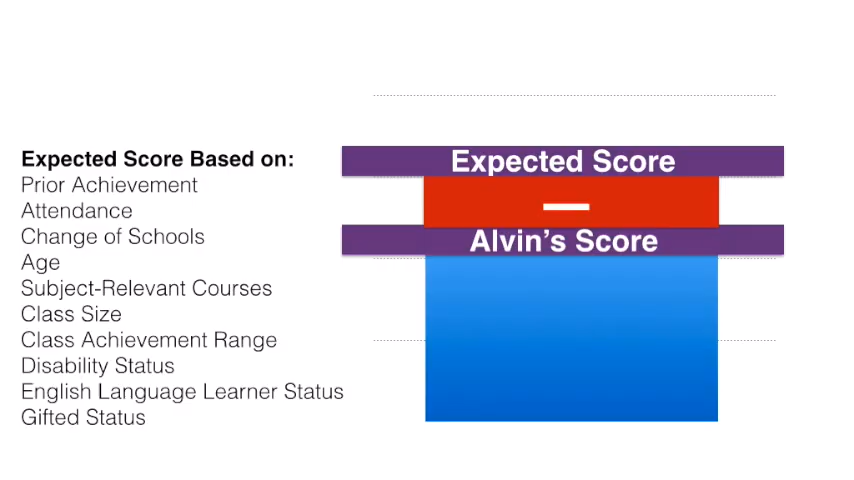 Expected Score Based on:
Prior Achievement
Attendance
Change of Schools
Age
Subject-Relevant Courses
Class Size
Class Achievement Range
Disability Status
English Language Learner Status
Gifted Status
Expected Score
Alvin's Score